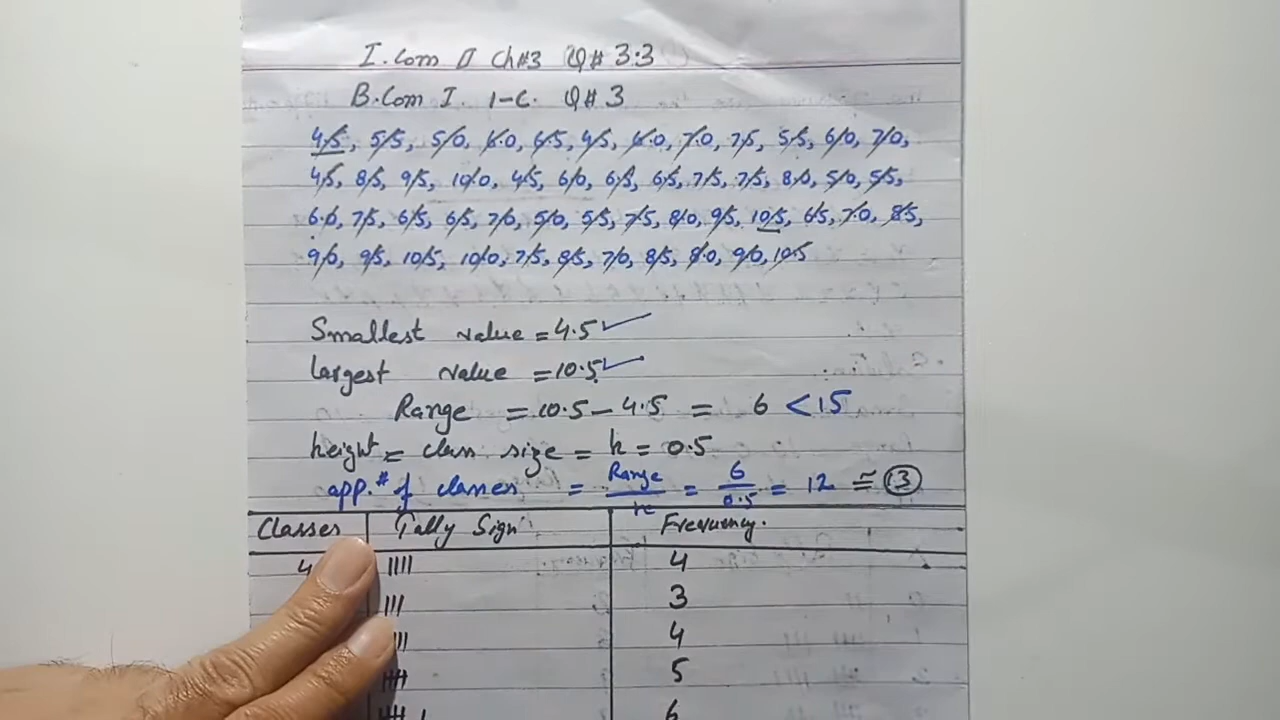 I. Com II Ch#3 Q# 3.3
B.Com I. 1-C. Q# 3
4.5, 5.5, 5.0, 6.0, 6.5, 4.5, 6.0, 7.0, 7.5, 5.5, 6.0, 7.0,
4.5, 8.5, 9.5, 10.0, 4.5, 6.0, 6.5, 6.5, 7.5, 7.5, 8.0, 5.0, 5.5,
6.0, 7.5, 6.5, 6.5, 7.0, 5.0, 5.5, 7.5, 8.0, 9.5, 10.5, 6.5, 7.0, 8.5,
9.0, 9.5, 10.5, 10.0, 7.5, 8.5, 7.0, 8.5, 8.0, 9.0, 10.5
Smallest value = 4.5 ✓
largest value = 10.5 ✓
Range = 10.5 - 4.5 = 6 < 15
height = class size = h = 0.5
app. # of classes = Range/h = 6/0.5 = 12 ≅ 13
Classes Tally Sign Frequency.
4 |||| 4
||| 3
4
5
6